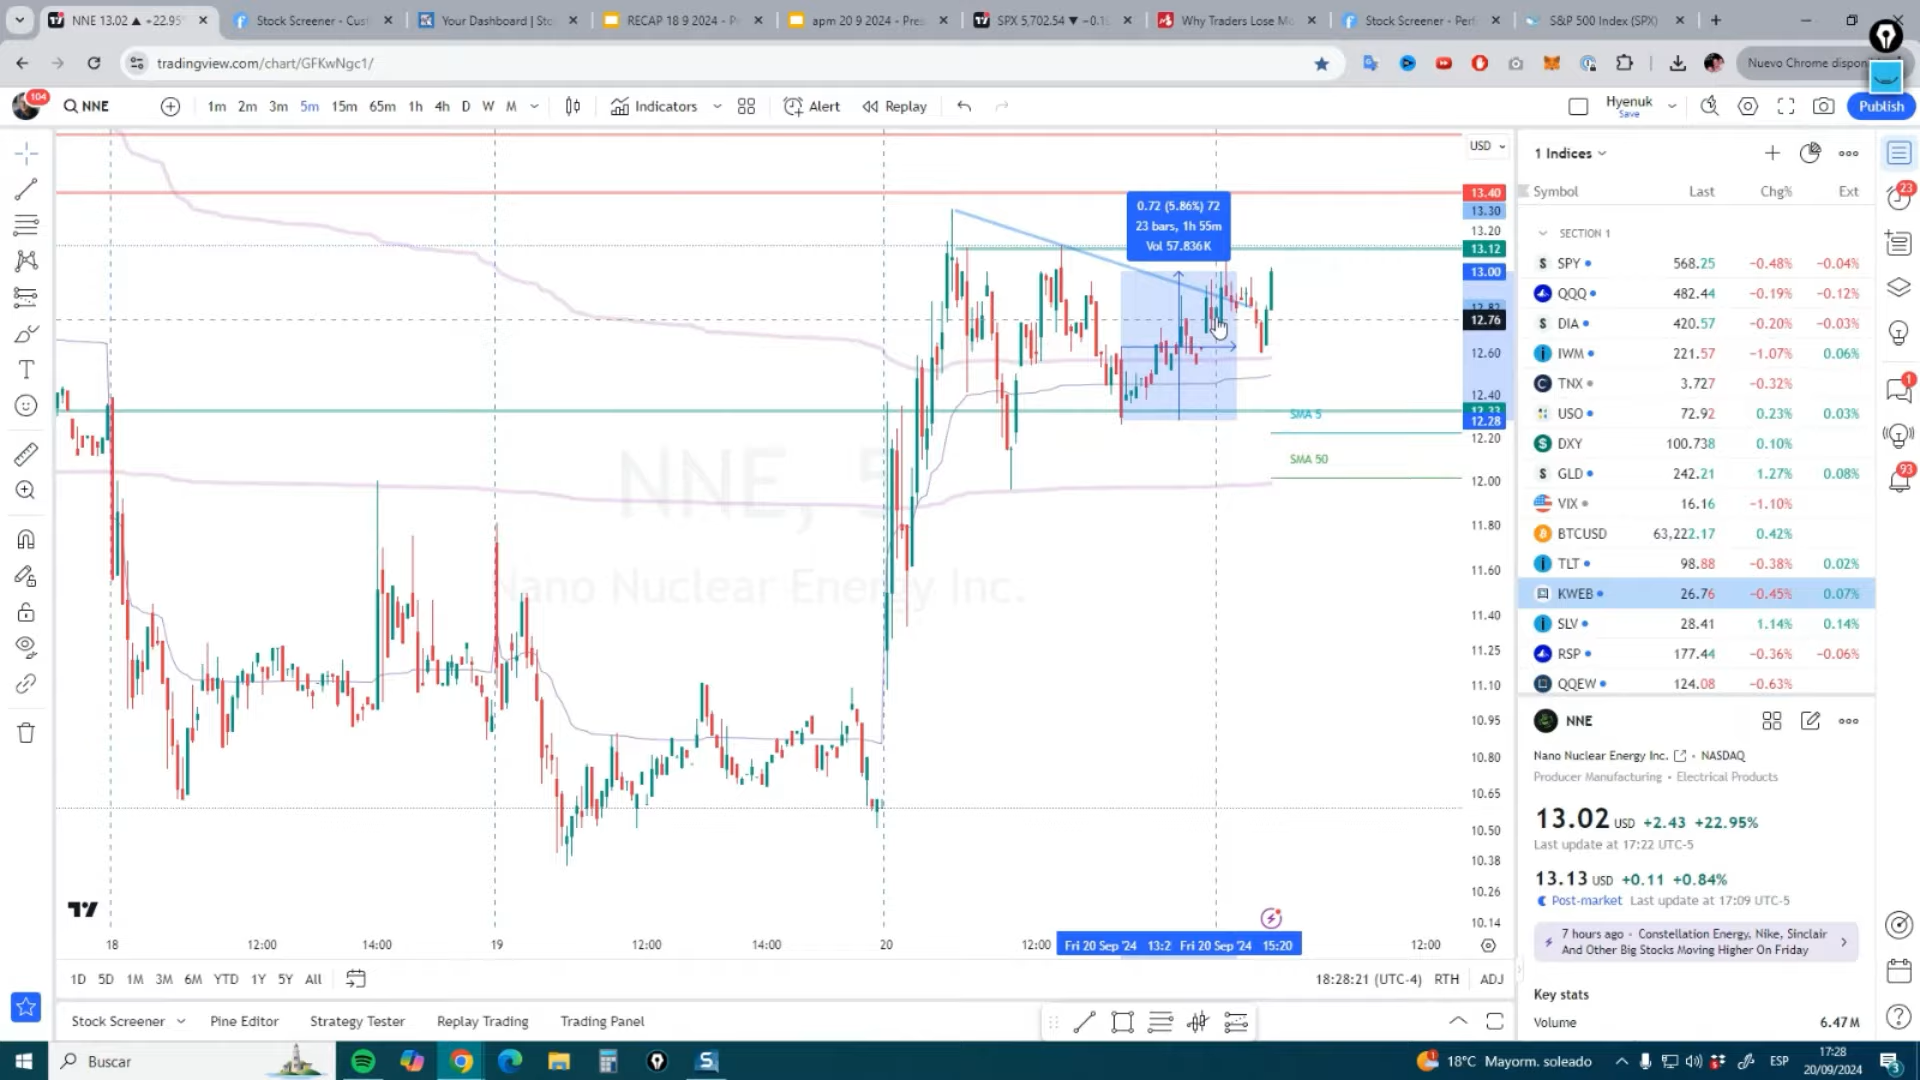 NNE 13.02 ▲ +22.95%
Stock Screener - Cust
Your Dashboard | Sto
RECAP 18 9 2024 - Pr
apm 20 9 2024 - Pres
SPX 5,702.54 ▼ −0.1
Why Traders Lose Mo
Stock Screener - Perf
S&P 500 Index (SPX)
tradingview.com/chart/GFKwNgc1/
Nuevo Chrome dispon
104
NNE
1m 2m 3m 5m 15m 65m 1h 4h D W M
Indicators
Alert
Replay
Hyenuk
Save
Publish
USD
13.40
13.30
13.20
13.12
13.00
12.82
12.76
12.60
12.40
12.33
12.28
12.20
12.00
11.80
11.60
11.40
11.25
11.10
10.95
10.80
10.65
10.50
10.38
10.26
10.14
0.72 (5.86%) 72
23 bars, 1h 55m
Vol 57.836K
SMA 5
SMA 50
NNE, 5
Nano Nuclear Energy Inc.
18 12:00 14:00 19 12:00 14:00 20 12:00 Fri 20 Sep '24 13:2 Fri 20 Sep '24 15:20 12:00
1D 5D 1M 3M 6M YTD 1Y 5Y All
18:28:21 (UTC-4) RTH ADJ
Stock Screener Pine Editor Strategy Tester Replay Trading Trading Panel
1 Indices
Symbol Last Chg% Ext
SECTION 1
SPY 568.25 −0.48% −0.04%
QQQ 482.44 −0.19% −0.12%
DIA 420.57 −0.20% −0.03%
IWM 221.57 −1.07% 0.06%
TNX 3.727 −0.32%
USO 72.92 0.23% 0.03%
DXY 100.738 0.10%
GLD 242.21 1.27% 0.08%
VIX 16.16 −1.10%
BTCUSD 63,222.17 0.42%
TLT 98.88 −0.38% 0.02%
KWEB 26.76 −0.45% 0.07%
SLV 28.41 1.14% 0.14%
RSP 177.44 −0.36% −0.06%
QQEW 124.08 −0.63%
NNE
Nano Nuclear Energy Inc. • NASDAQ
Producer Manufacturing • Electrical Products
13.02 USD +2.43 +22.95%
Last update at 17:22 UTC-5
13.13 USD +0.11 +0.84%
Post-market Last update at 17:09 UTC-5
7 hours ago • Constellation Energy, Nike, Sinclair
And Other Big Stocks Moving Higher On Friday
Key stats
Volume 6.47M
23
1
93
Buscar
18°C Mayorm. soleado
ESP
17:28
20/09/2024
3